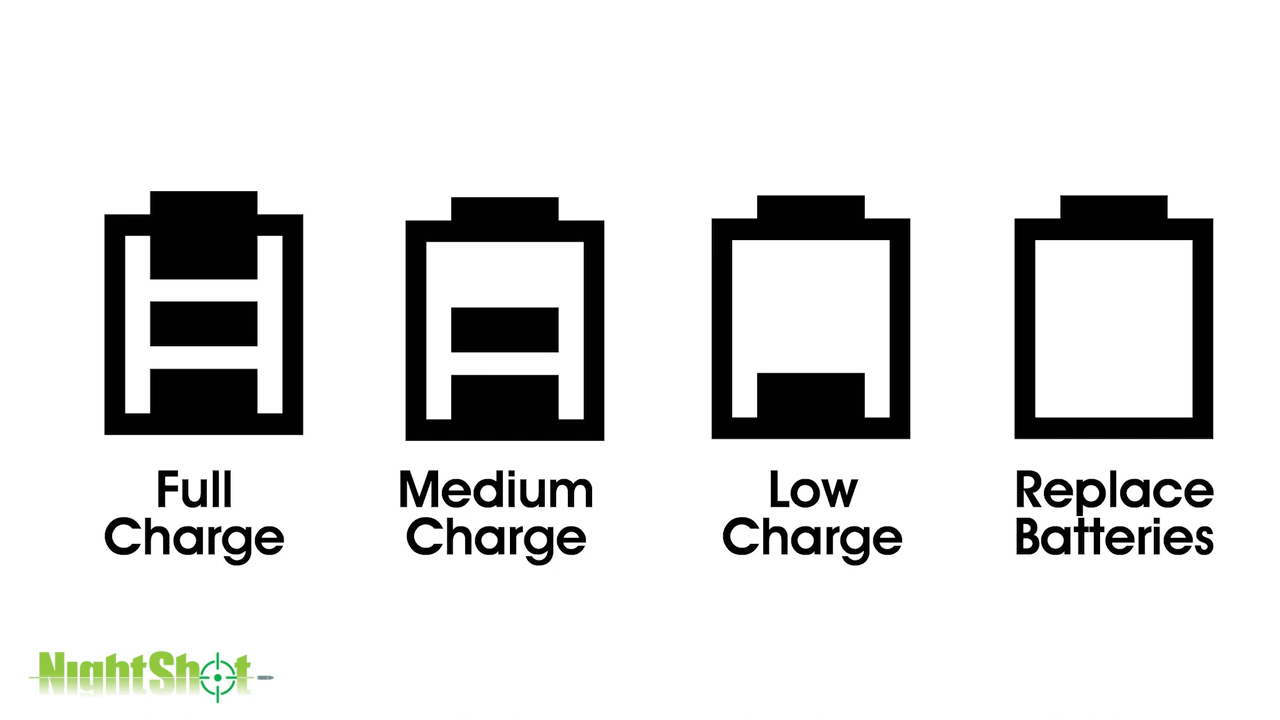 Full
Charge
Medium
Charge
Low
Charge
Replace
Batteries
NightShot